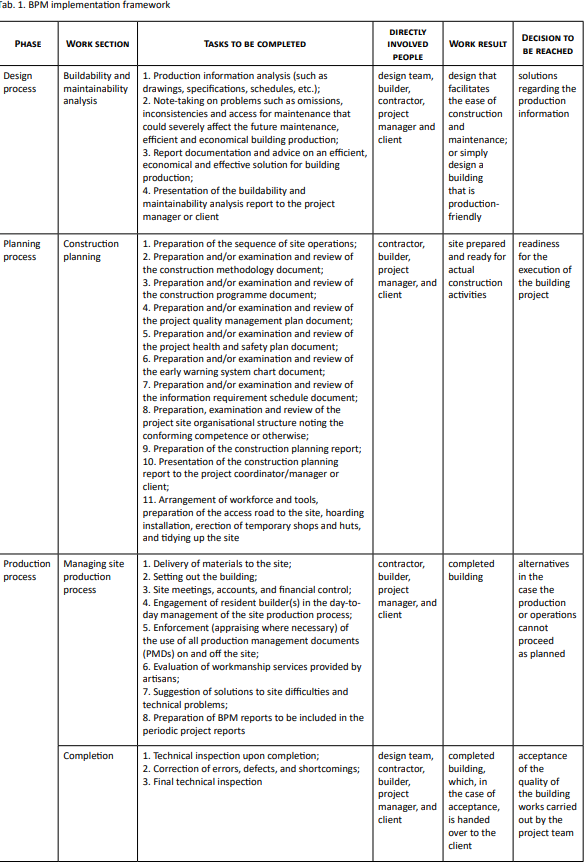 Tab. 1. BPM implementation framework
PHASE
WORK SECTION
TASKS TO BE COMPLETED
DIRECTLY
INVOLVED
PEOPLE
WORK RESULT
DECISION TO
BE REACHED
Design
process
Buildability and
maintainability
analysis
1. Production information analysis (such as
drawings, specifications, schedules, etc.);
2. Note-taking on problems such as omissions,
inconsistencies and access for maintenance that
could severely affect the future maintenance,
efficient and economical building production;
3. Report documentation and advice on an efficient,
economical and effective solution for building
production;
4. Presentation of the buildability and
maintainability analysis report to the project
manager or client
design team,
builder,
contractor,
project
manager and
client
design that
facilitates
the ease of
construction
and
maintenance;
or simply
design a
building
that is
production-
friendly
solutions
regarding the
production
information
Planning
process
Construction
planning
1. Preparation of the sequence of site operations;
2. Preparation and/or examination and review of
the construction methodology document;
3. Preparation and/or examination and review of
the construction programme document;
4. Preparation and/or examination and review of
the project quality management plan document;
5. Preparation and/or examination and review of
the project health and safety plan document;
6. Preparation and/or examination and review of
the early warning system chart document;
7. Preparation and/or examination and review of
the information requirement schedule document;
8. Preparation, examination and review of the
project site organisational structure noting the
conforming competence or otherwise;
9. Preparation of the construction planning report;
10. Presentation of the construction planning
report to the project coordinator/manager or
client;
11. Arrangement of workforce and tools,
preparation of the access road to the site, hoarding
installation, erection of temporary shops and huts,
and tidying up the site
contractor,
builder,
project
manager, and
client
site prepared
and ready for
actual
construction
activities
readiness
for the
execution of
the building
project
Production
process
Managing site
production
process
1. Delivery of materials to the site;
2. Setting out the building;
3. Site meetings, accounts, and financial control;
4. Engagement of resident builder(s) in the day-to-
day management of the site production process;
5. Enforcement (appraising where necessary) of
the use of all production management documents
(PMDs) on and off the site;
6. Evaluation of workmanship services provided by
artisans;
7. Suggestion of solutions to site difficulties and
technical problems;
8. Preparation of BPM reports to be included in the
periodic project reports
contractor,
builder,
project
manager, and
client
completed
building
alternatives
in the
case the
production
or operations
cannot
proceed
as planned
Completion
1. Technical inspection upon completion;
2. Correction of errors, defects, and shortcomings;
3. Final technical inspection
design team,
contractor,
builder,
project
manager, and
client
completed
building,
which, in
the case of
acceptance,
is handed
over to the
client
acceptance
of the
quality of
the building
works carried
out by the
project team